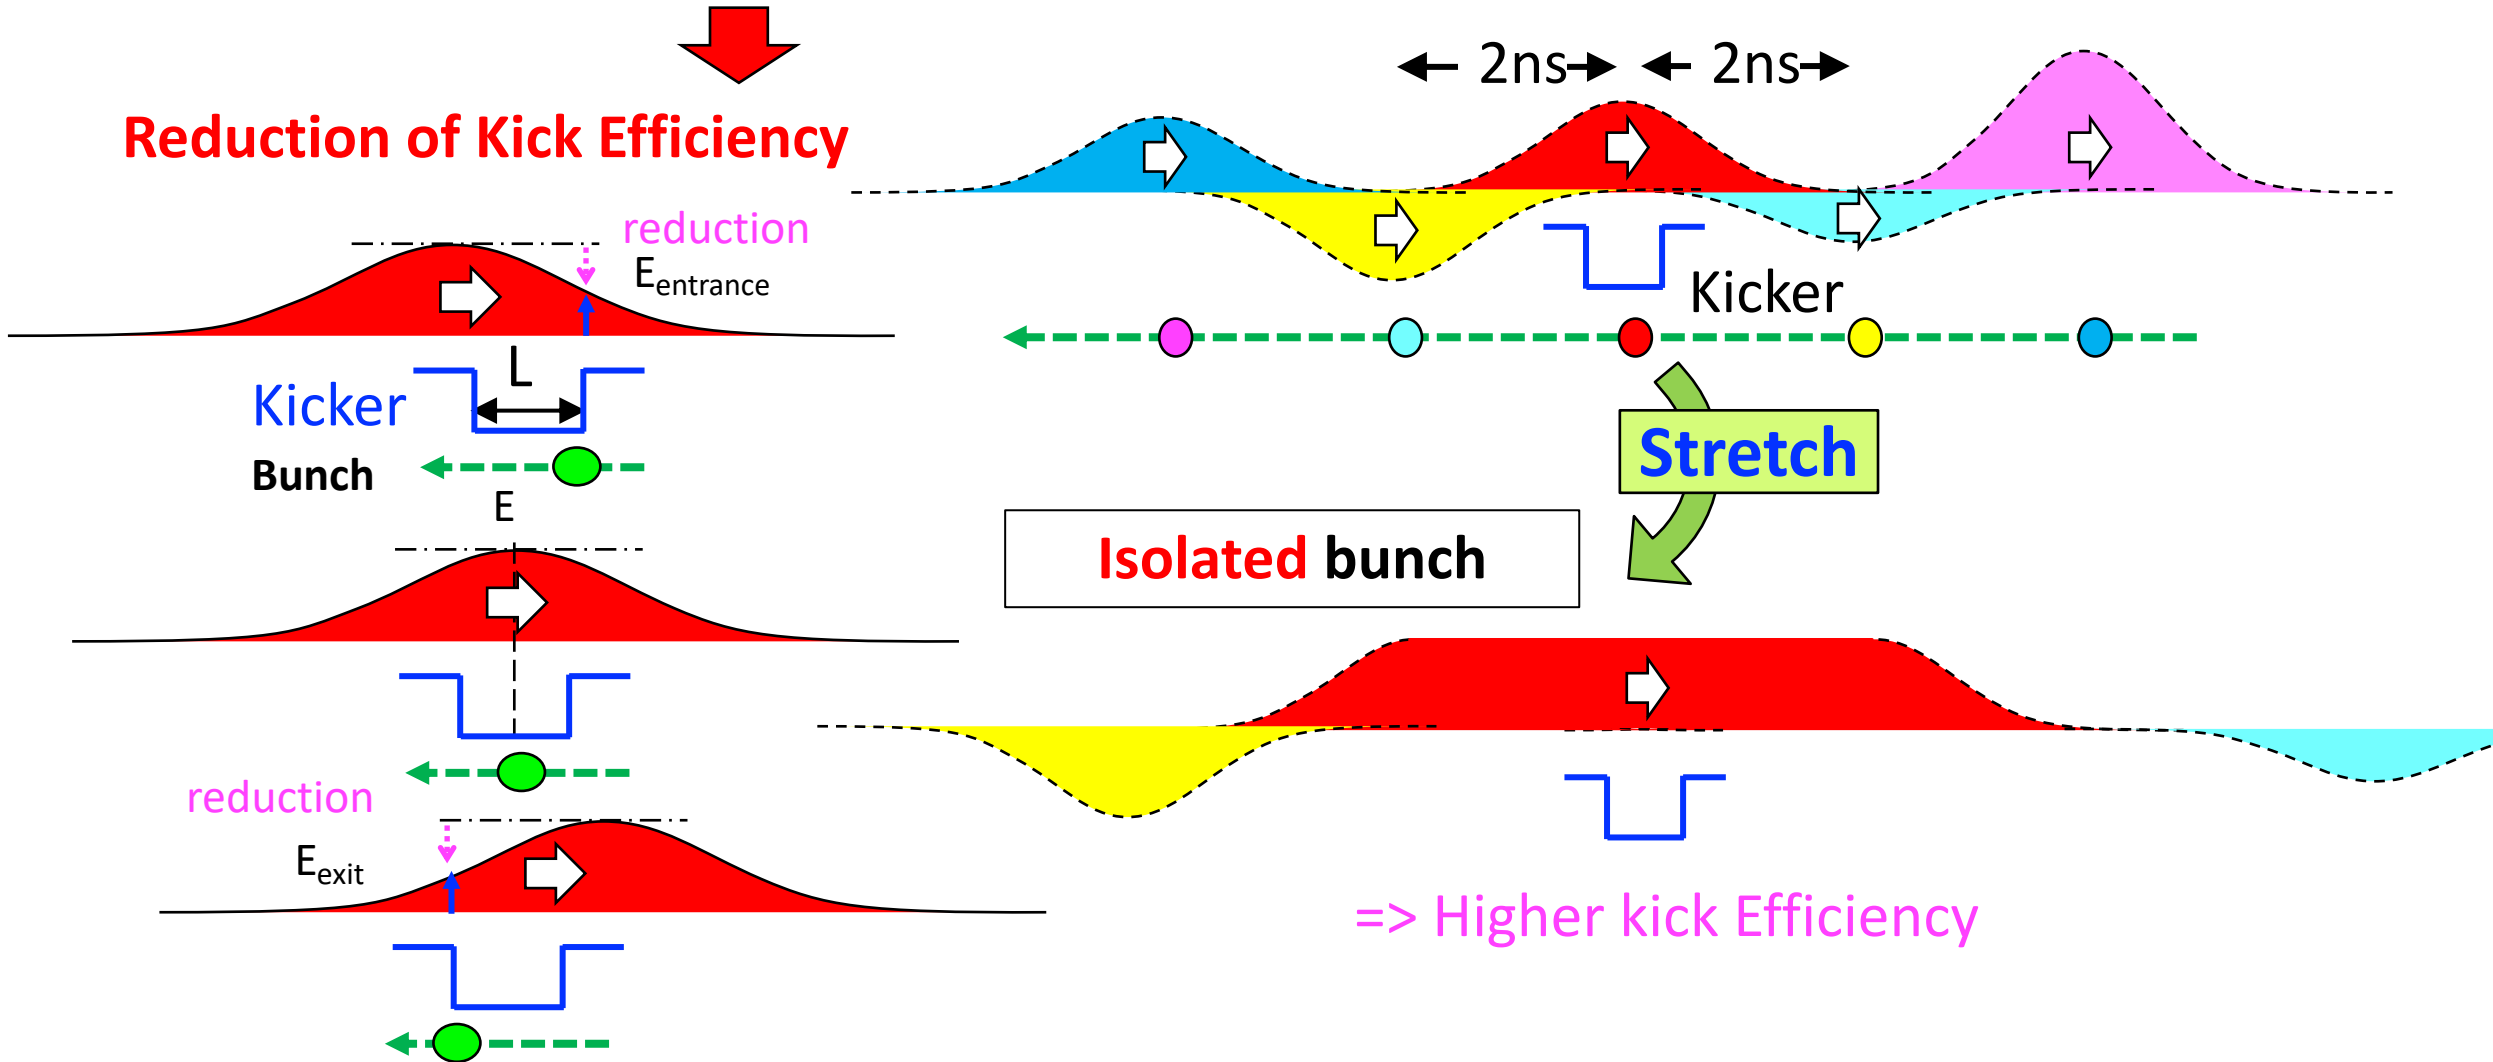 Reduction of Kick Efficiency
reduction
Eentrance
L
Kicker
Bunch
E
reduction
Eexit
2ns
2ns
Kicker
Stretch
Isolated bunch
=> Higher kick Efficiency